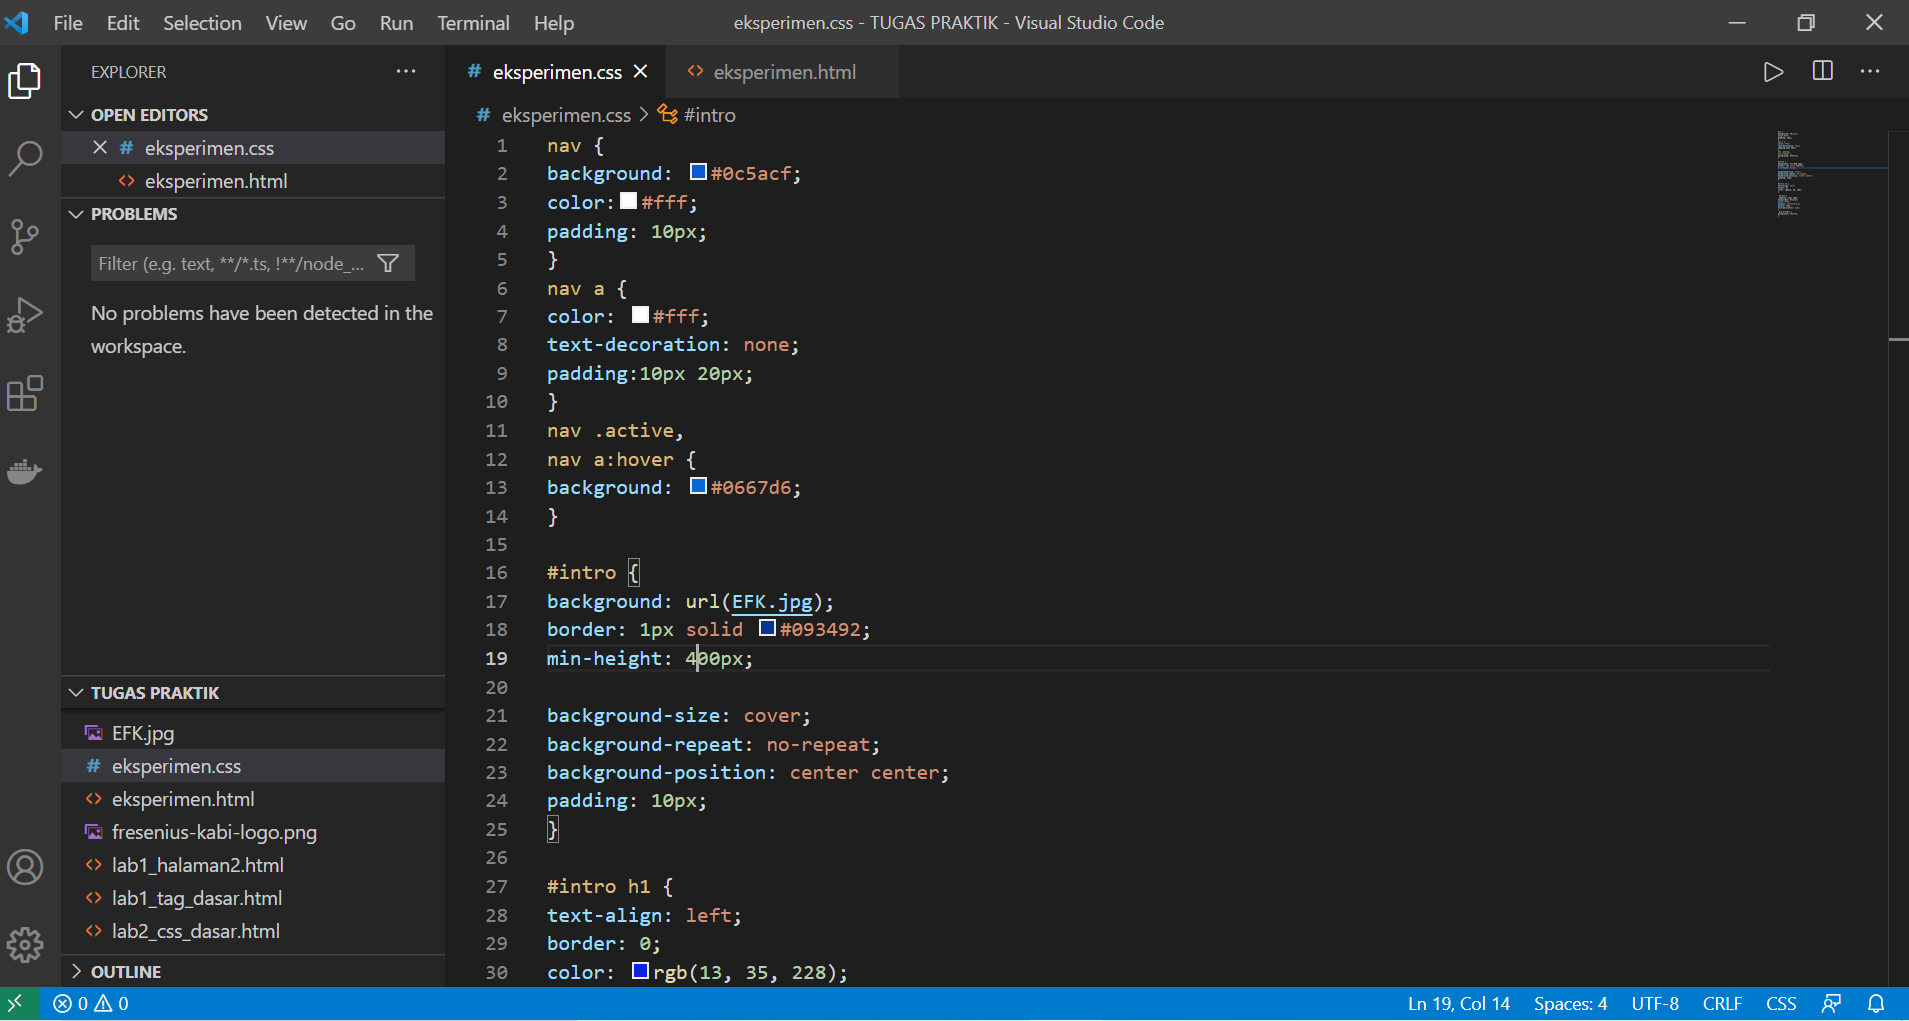 File Edit Selection View Go Run Terminal Help eksperimen.css - TUGAS PRAKTIK - Visual Studio Code
EXPLORER
OPEN EDITORS
# eksperimen.css
<> eksperimen.html
PROBLEMS
Filter (e.g. text, **/*.ts, !**/node_...
No problems have been detected in the
workspace.
TUGAS PRAKTIK
EFK.jpg
# eksperimen.css
<> eksperimen.html
fresenius-kabi-logo.png
<> lab1_halaman2.html
<> lab1_tag_dasar.html
<> lab2_css_dasar.html
OUTLINE
# eksperimen.css <> eksperimen.html
# eksperimen.css > #intro
1 nav {
2 background: #0c5acf;
3 color: #fff;
4 padding: 10px;
5 }
6 nav a {
7 color: #fff;
8 text-decoration: none;
9 padding:10px 20px;
10 }
11 nav .active,
12 nav a:hover {
13 background: #0667d6;
14 }
15
16 #intro {
17 background: url(EFK.jpg);
18 border: 1px solid #093492;
19 min-height: 400px;
20
21 background-size: cover;
22 background-repeat: no-repeat;
23 background-position: center center;
24 padding: 10px;
25 }
26
27 #intro h1 {
28 text-align: left;
29 border: 0;
30 color: rgb(13, 35, 228);
0 0 Ln 19, Col 14 Spaces: 4 UTF-8 CRLF CSS